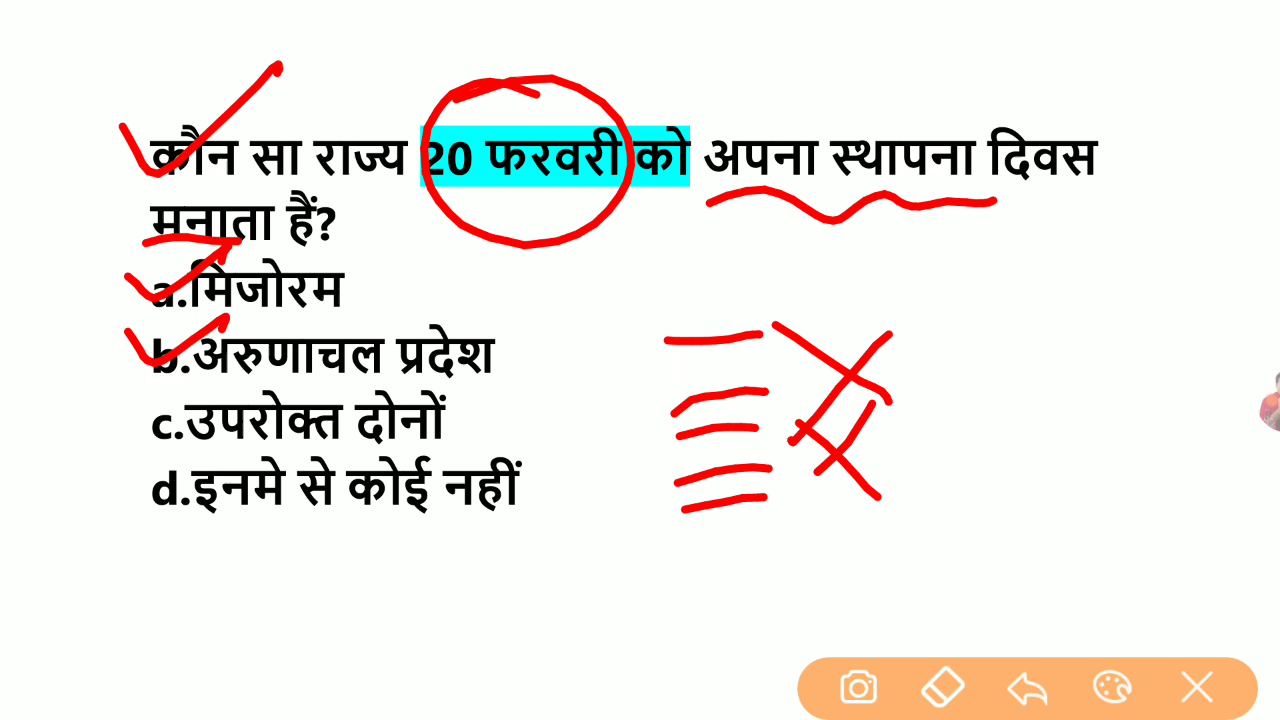 कौन सा राज्य 20 फरवरी को अपना स्थापना दिवस
मनाता हैं?
a.मिजोरम
b.अरुणाचल प्रदेश
c.उपरोक्त दोनों
d.इनमे से कोई नहीं